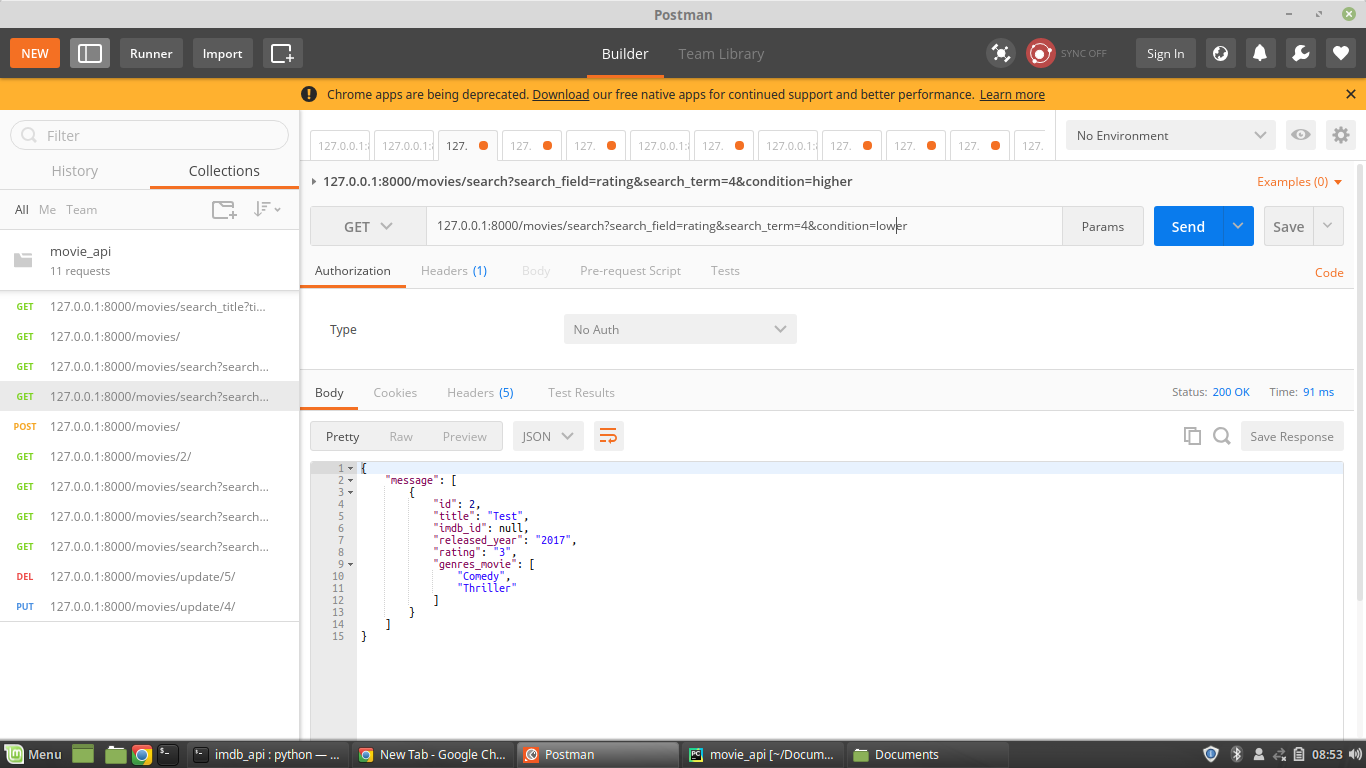 Postman
NEW Runner Import Builder Team Library SYNC OFF Sign In
Chrome apps are being deprecated. Download our free native apps for continued support and better performance. Learn more
Filter
History Collections
All Me Team
movie_api
11 requests
GET 127.0.0.1:8000/movies/search_title?ti...
GET 127.0.0.1:8000/movies/
GET 127.0.0.1:8000/movies/search?search...
GET 127.0.0.1:8000/movies/search?search...
POST 127.0.0.1:8000/movies/
GET 127.0.0.1:8000/movies/2/
GET 127.0.0.1:8000/movies/search?search...
GET 127.0.0.1:8000/movies/search?search...
GET 127.0.0.1:8000/movies/search?search...
DEL 127.0.0.1:8000/movies/update/5/
PUT 127.0.0.1:8000/movies/update/4/
127.0.0.1:8 127.0.0.1:8 127. 127. 127. 127.0.0.1:8 127. 127.0.0.1:8 127. 127. 127. 127.
No Environment
127.0.0.1:8000/movies/search?search_field=rating&search_term=4&condition=higher
Examples (0)
GET 127.0.0.1:8000/movies/search?search_field=rating&search_term=4&condition=lower Params Send Save
Authorization Headers (1) Body Pre-request Script Tests Code
Type No Auth
Body Cookies Headers (5) Test Results Status: 200 OK Time: 91 ms
Pretty Raw Preview JSON Save Response
1 {
2 "message": [
3 {
4 "id": 2,
5 "title": "Test",
6 "imdb_id": null,
7 "released_year": "2017",
8 "rating": "3",
9 "genres_movie": [
10 "Comedy",
11 "Thriller"
12 ]
13 }
14 ]
15 }
Menu imdb_api : python — ... New Tab - Google Ch... Postman movie_api [~/Docum... Documents 08:53